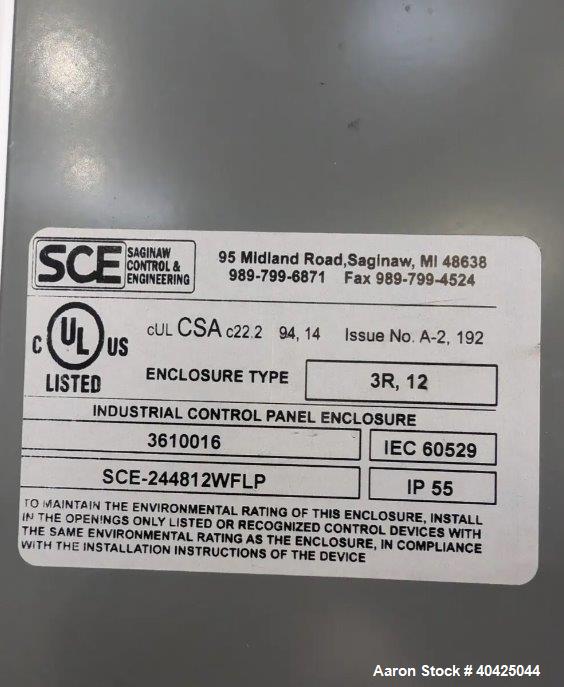 SCE SAGINAW CONTROL & ENGINEERING
95 Midland Road,Saginaw, MI 48638
989-799-6871 Fax 989-799-4524
C UL US
LISTED
cUL CSA c22.2 94, 14 Issue No. A-2, 192
ENCLOSURE TYPE 3R, 12
INDUSTRIAL CONTROL PANEL ENCLOSURE
3610016 IEC 60529
SCE-244812WFLP IP 55
TO MAINTAIN THE ENVIRONMENTAL RATING OF THIS ENCLOSURE, INSTALL
IN THE OPENINGS ONLY LISTED OR RECOGNIZED CONTROL DEVICES WITH
THE SAME ENVIRONMENTAL RATING AS THE ENCLOSURE, IN COMPLIANCE
WITH THE INSTALLATION INSTRUCTIONS OF THE DEVICE
Aaron Stock # 40425044